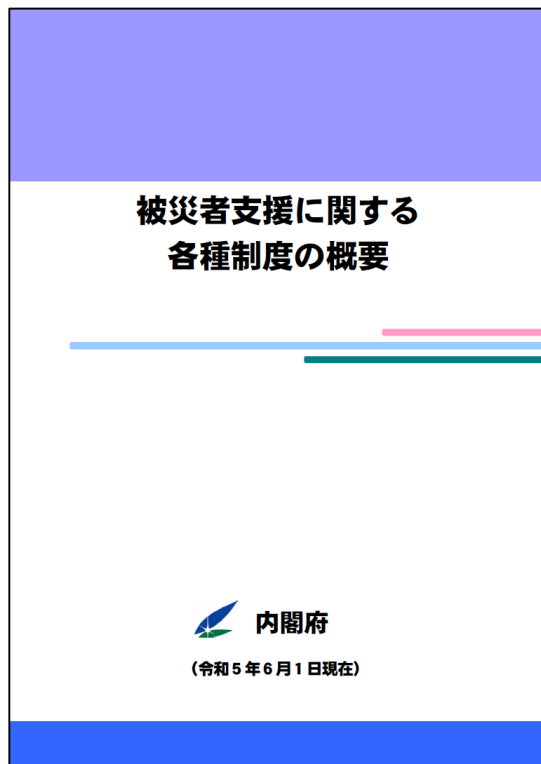 被災者支援に関する
各種制度の概要
内閣府
（令和５年６月１日現在）